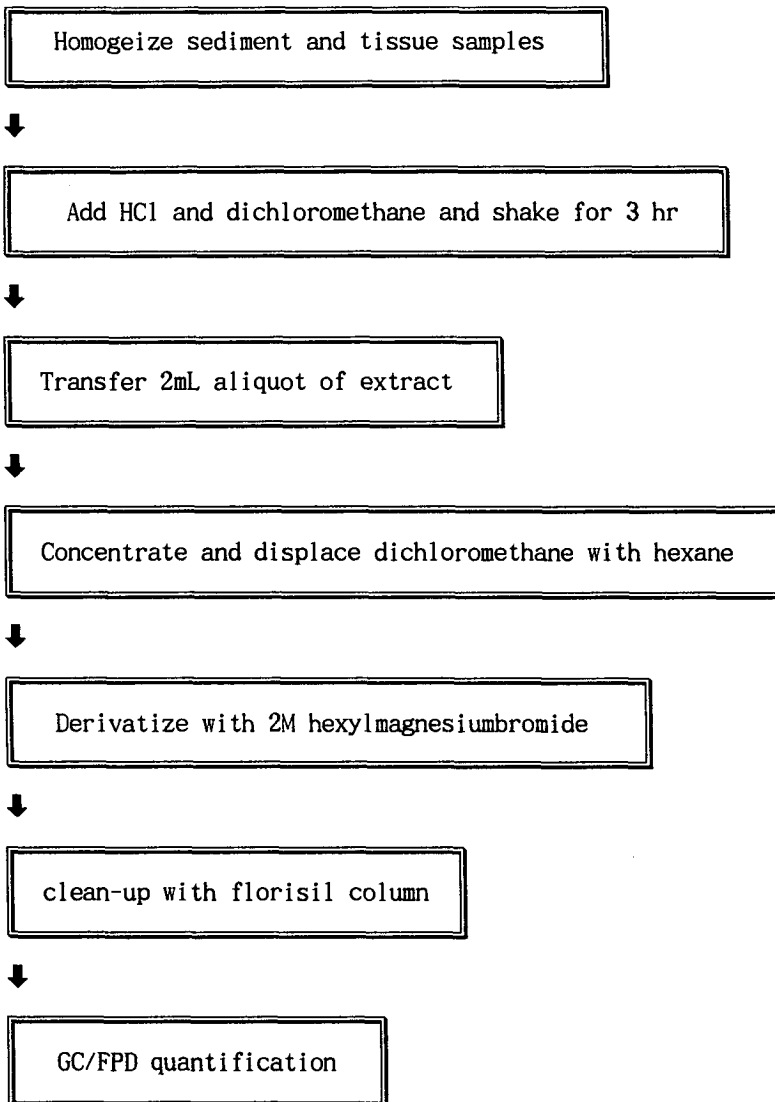 Homogeize sediment and tissue samples
Add HCl and dichloromethane and shake for 3 hr
Transfer 2mL aliquot of extract
Concentrate and displace dichloromethane with hexane
Derivatize with 2M hexylmagnesiumbromide
clean-up with florisil column
GC/FPD quantification